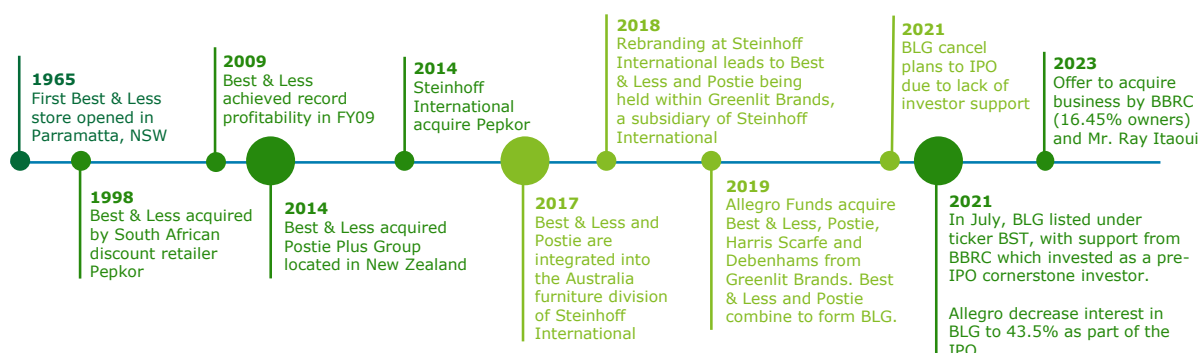 1965
First Best & Less
store opened in
Parramatta, NSW
1998
Best & Less acquired
by South African
discount retailer
Pepkor
2009
Best & Less
achieved record
profitability in FY09
2014
Best & Less acquired
Postie Plus Group
located in New Zealand
2014
Steinhoff
International
acquire Pepkor
2017
Best & Less and
Postie are
integrated into
the Australia
furniture division
of Steinhoff
International
2018
Rebranding at Steinhoff
International leads to Best
& Less and Postie being
held within Greenlit Brands,
a subsidiary of Steinhoff
International
2019
Allegro Funds acquire
Best & Less, Postie,
Harris Scarfe and
Debenhams from
Greenlit Brands. Best
& Less and Postie
combine to form BLG.
2021
BLG cancel
plans to IPO
due to lack of
investor support
2021
In July, BLG listed under
ticker BST, with support from
BBRC which invested as a pre-
IPO cornerstone investor.
Allegro decrease interest in
BLG to 43.5% as part of the
IPO
2023
Offer to acquire
business by BBRC
(16.45% owners)
and Mr. Ray Itaoui